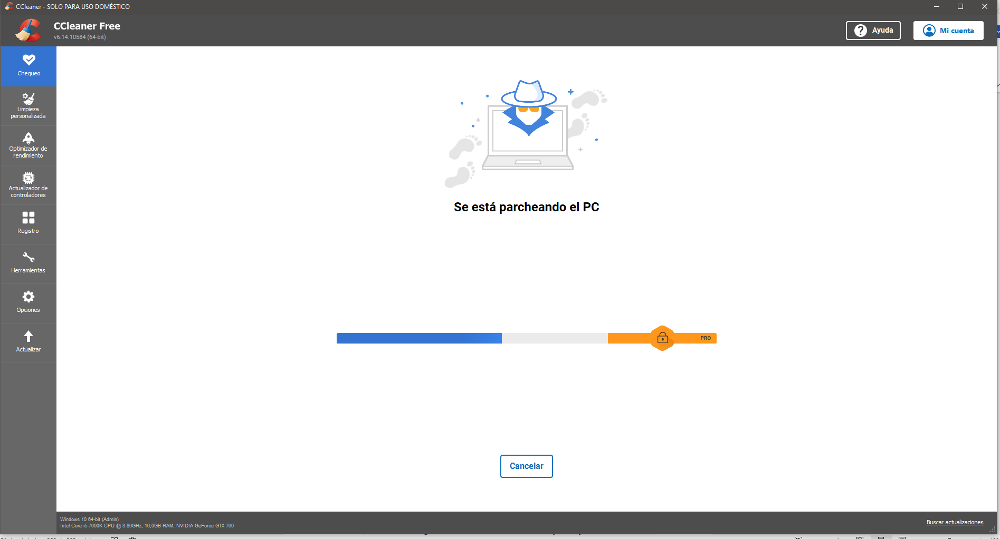 CCleaner - SOLO PARA USO DOMÉSTICO
CCleaner Free
v6.14.10584 (64-bit)
Ayuda
Mi cuenta
Chequeo
Limpieza
personalizada
Optimizador de
rendimiento
Actualizador de
controladores
Registro
Herramientas
Opciones
Actualizar
Se está parcheando el PC
PRO
Cancelar
Windows 10 64-bit (Admin)
Intel Core i5-7600K CPU @ 3.80GHz, 16,0GB RAM, NVIDIA GeForce GTX 760
Buscar actualizaciones